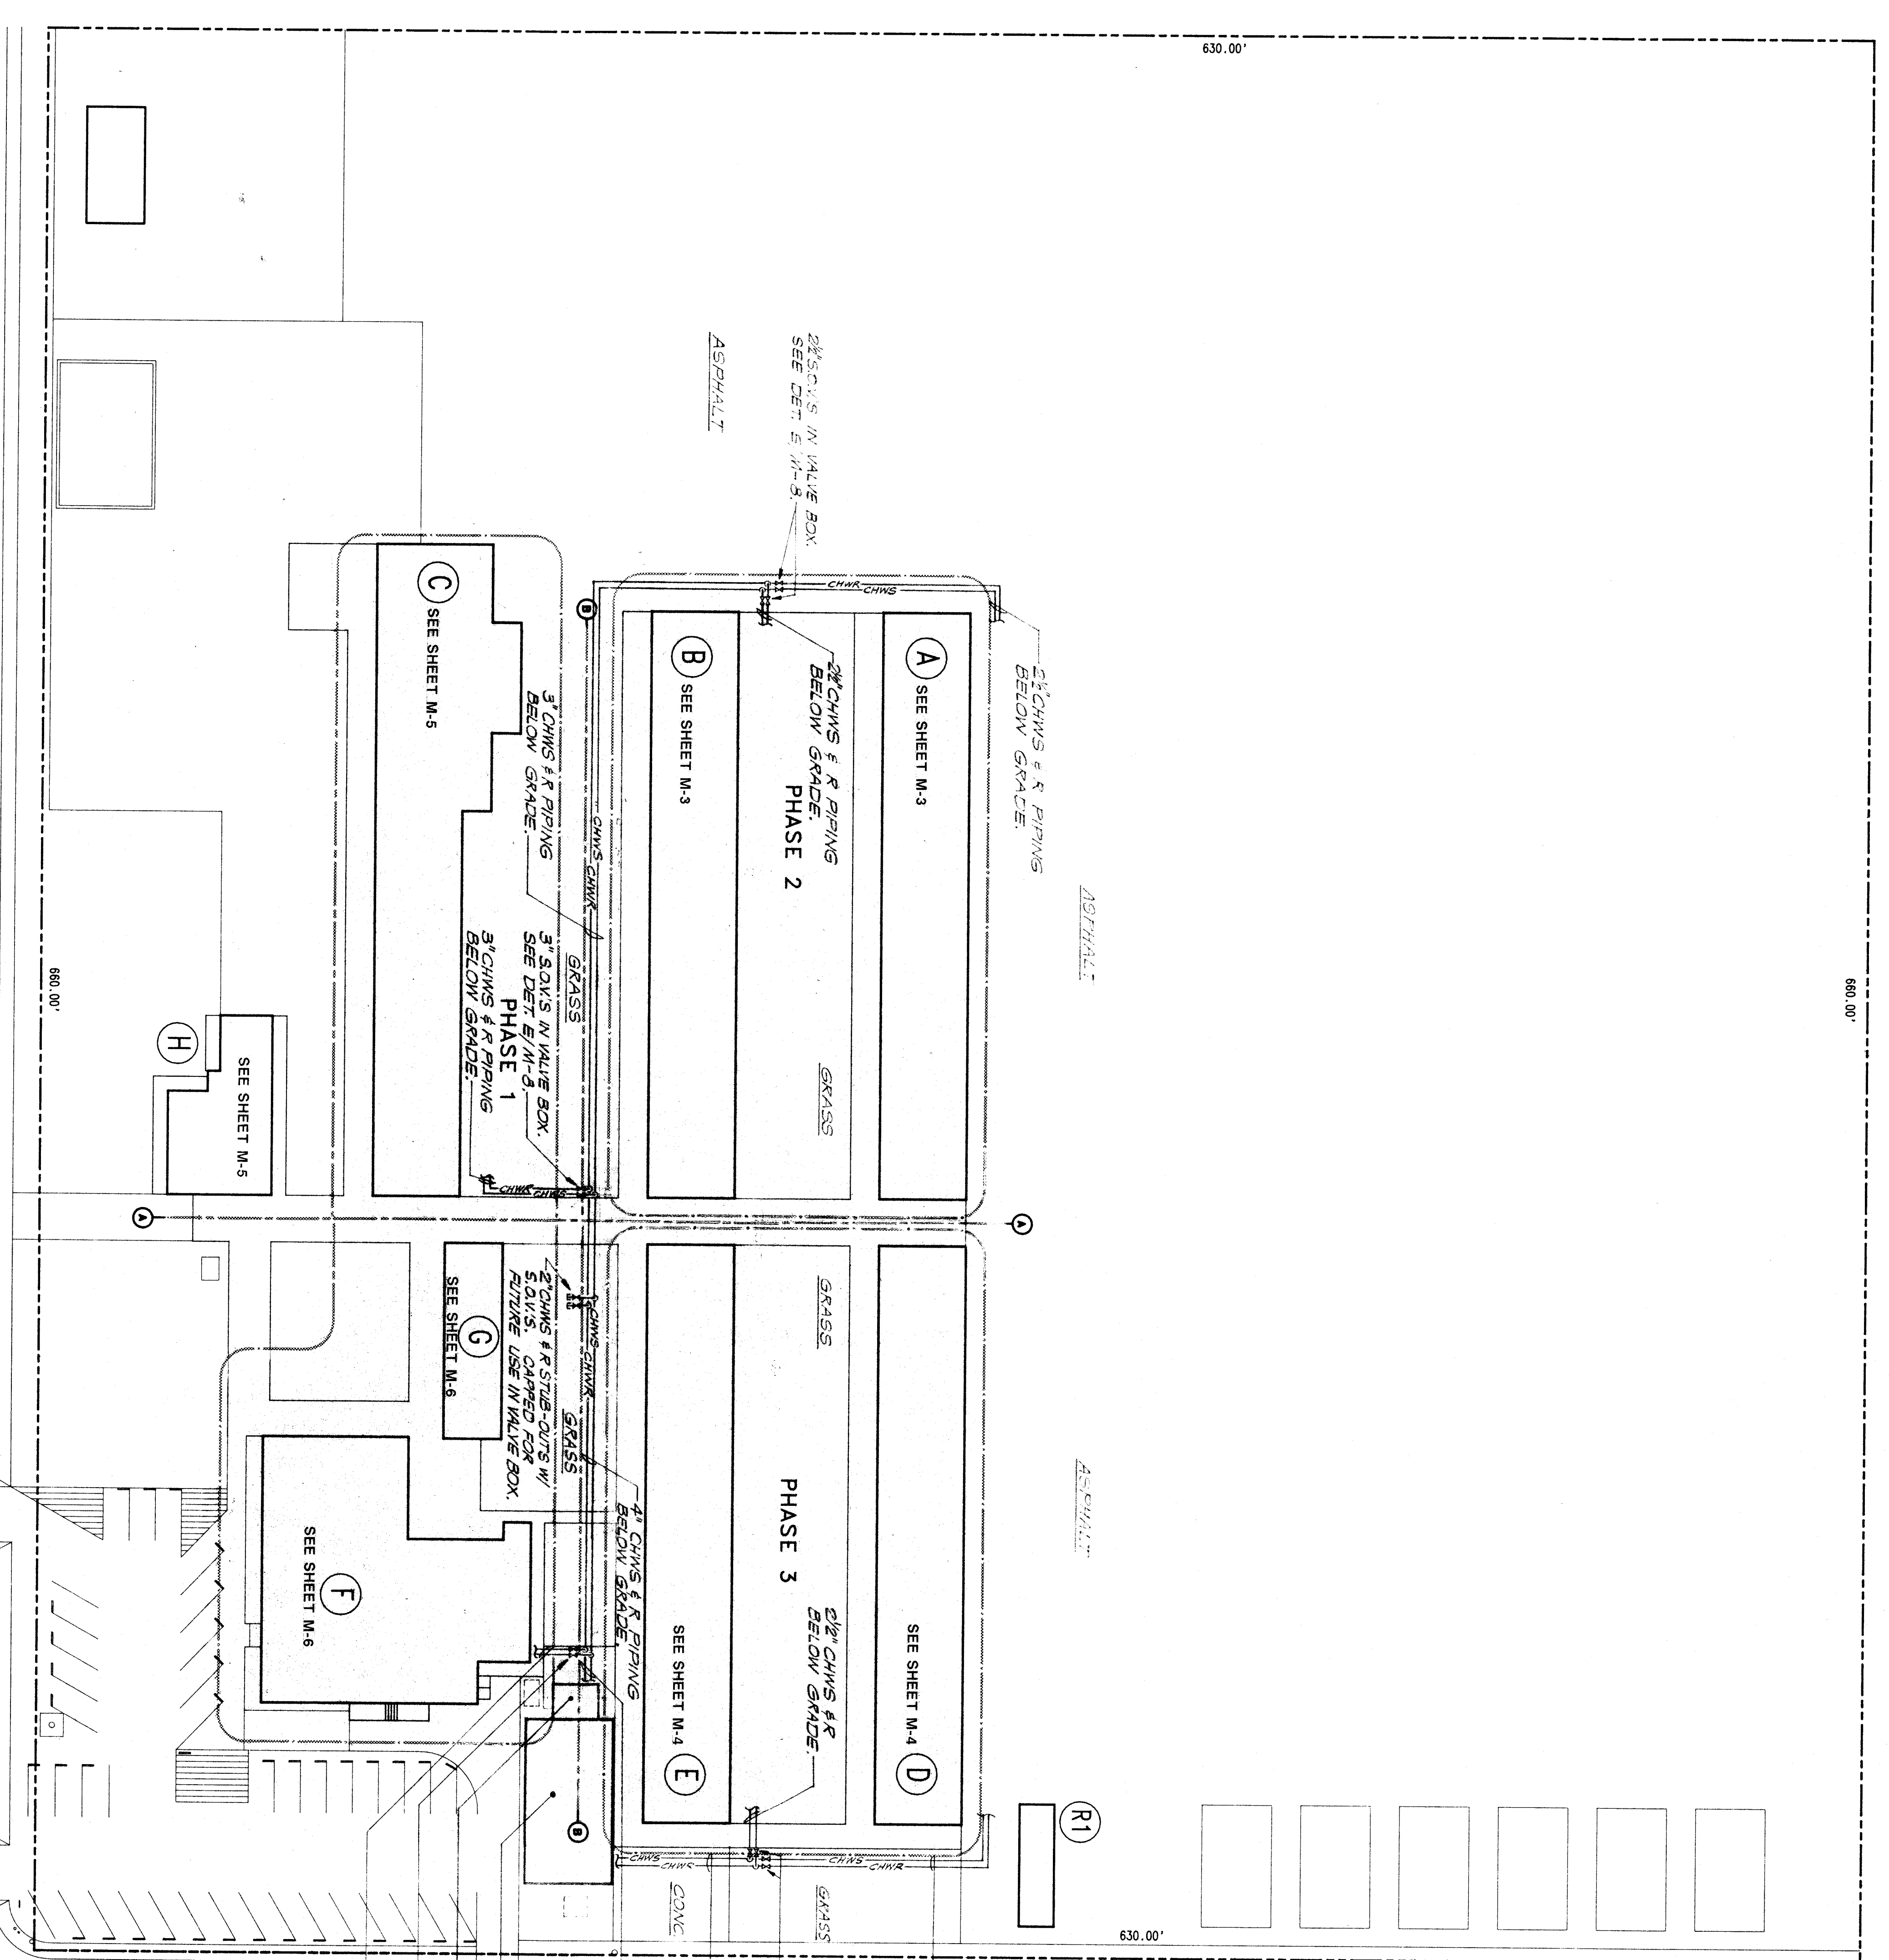 630.00'
660.00'
660.00'
630.00'
ASPHALT
2½" S.O.V.'S IN VALVE BOX.
SEE DET. E, M-8.
CHWR
CHWS
2½" CHWS & R PIPING
BELOW GRADE.
ASPHALT
A
SEE SHEET M-3
2½" CHWS & R PIPING
BELOW GRADE.
PHASE 2
GRASS
B
SEE SHEET M-3
B
CHWS
CHWR
3" CHWS & R PIPING
BELOW GRADE.
GRASS
3" S.O.V.'S IN VALVE BOX.
SEE DET. E/M-8.
PHASE 1
3" CHWS & R PIPING
BELOW GRADE.
C
SEE SHEET M-5
CHWR
CHWS
H
SEE SHEET M-5
A
A
ASPHALT
SEE SHEET M-4
D
GRASS
PHASE 3
2½" CHWS & R
BELOW GRADE.
SEE SHEET M-4
E
4" CHWS & R PIPING
BELOW GRADE.
CHWS
CHWR
GRASS
2" CHWS & R STUB-OUTS W/
S.O.V.'S. CAPPED FOR
FUTURE USE IN VALVE BOX.
G
SEE SHEET M-6
F
SEE SHEET M-6
B
CHWS
CHWS
CHWS
CHWR
CONC.
GRASS
R1